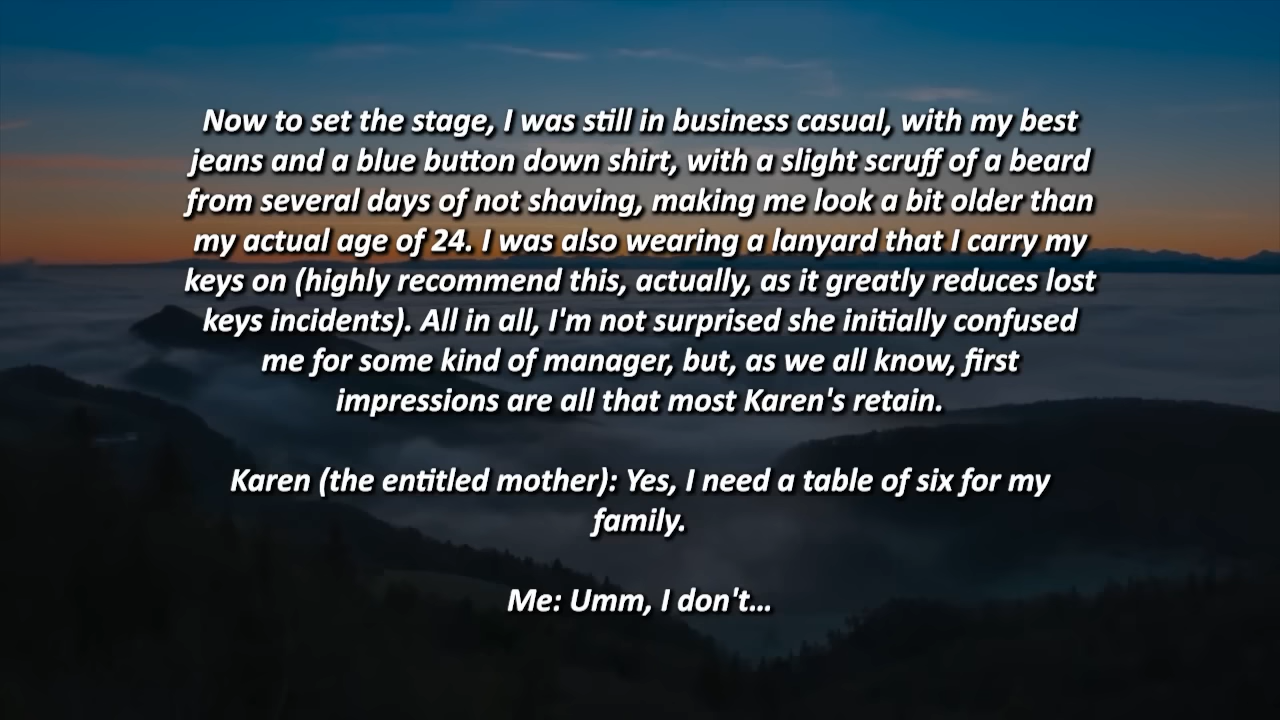 Now to set the stage, I was still in business casual, with my best
jeans and a blue button down shirt, with a slight scruff of a beard
from several days of not shaving, making me look a bit older than
my actual age of 24. I was also wearing a lanyard that I carry my
keys on (highly recommend this, actually, as it greatly reduces lost
keys incidents). All in all, I'm not surprised she initially confused
me for some kind of manager, but, as we all know, first
impressions are all that most Karen's retain.
Karen (the entitled mother): Yes, I need a table of six for my
family.
Me: Umm, I don't...